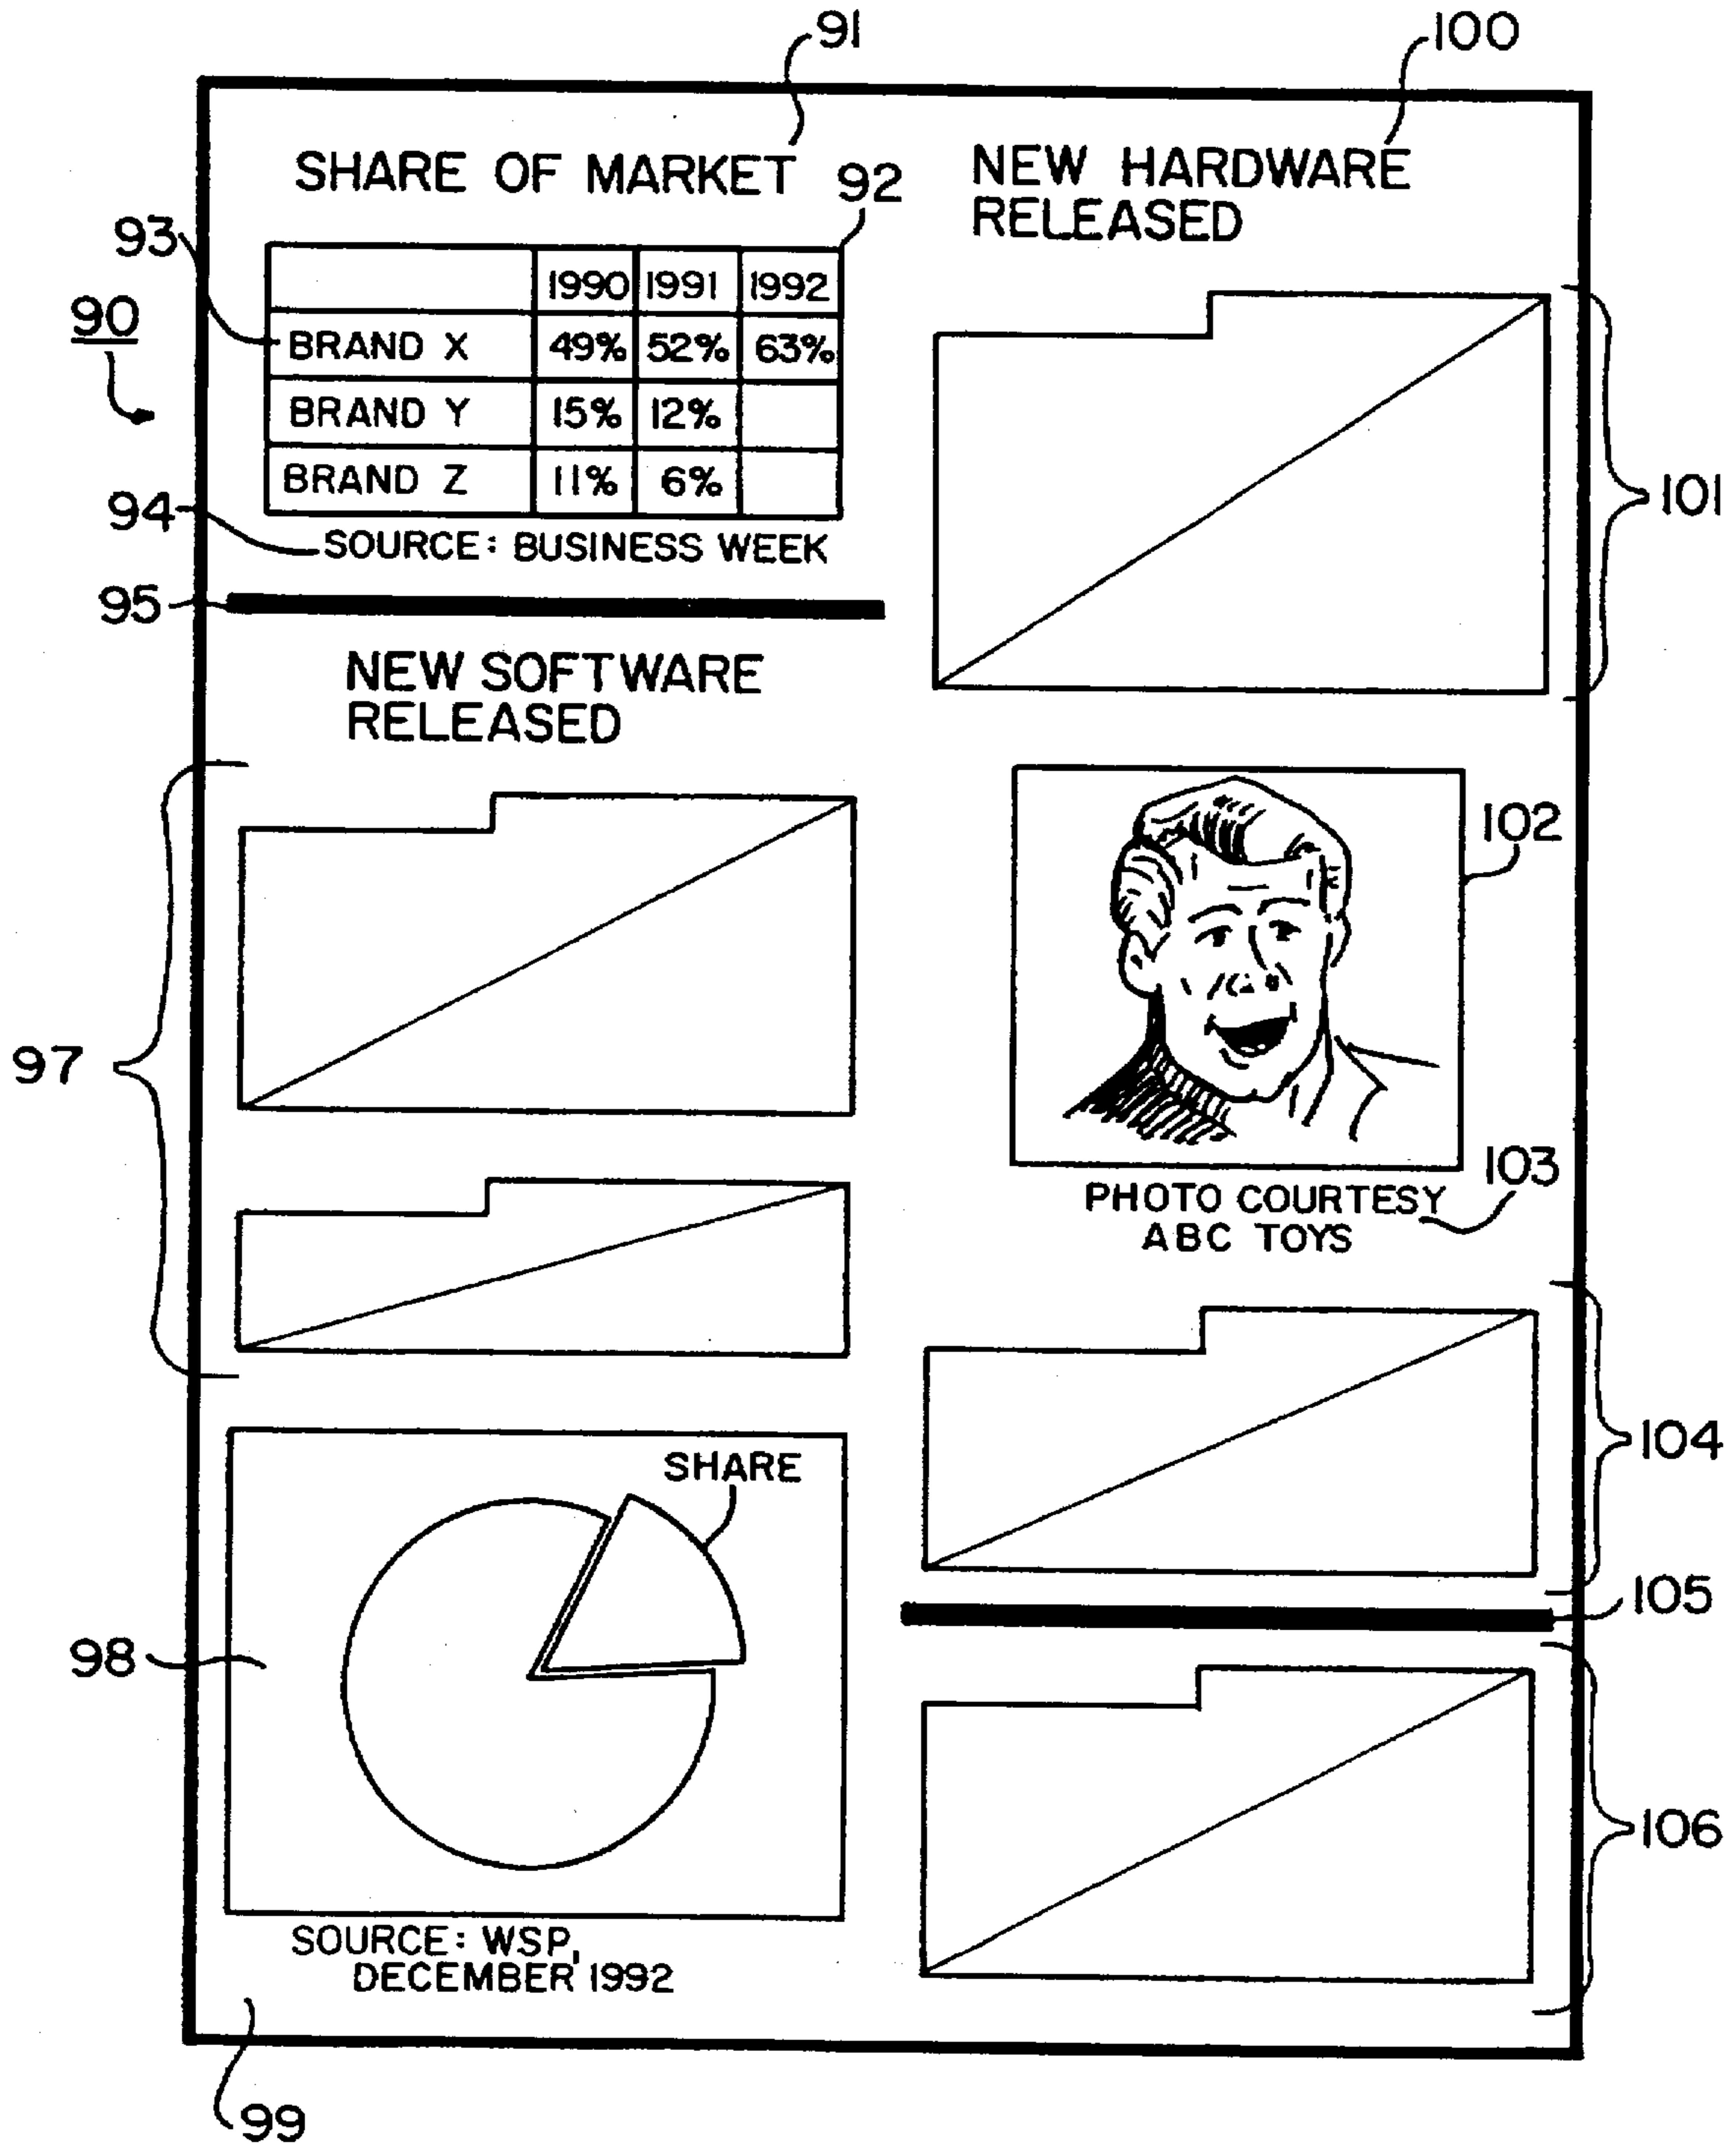 91
100
SHARE OF MARKET
92
93
90
1990 1991 1992
BRAND X 49% 52% 63%
BRAND Y 15% 12%
BRAND Z 11% 6%
94
SOURCE: BUSINESS WEEK
95
NEW SOFTWARE
RELEASED
97
SHARE
98
SOURCE: WSP,
DECEMBER 1992
99
NEW HARDWARE
RELEASED
101
102
103
PHOTO COURTESY
ABC TOYS
104
105
106